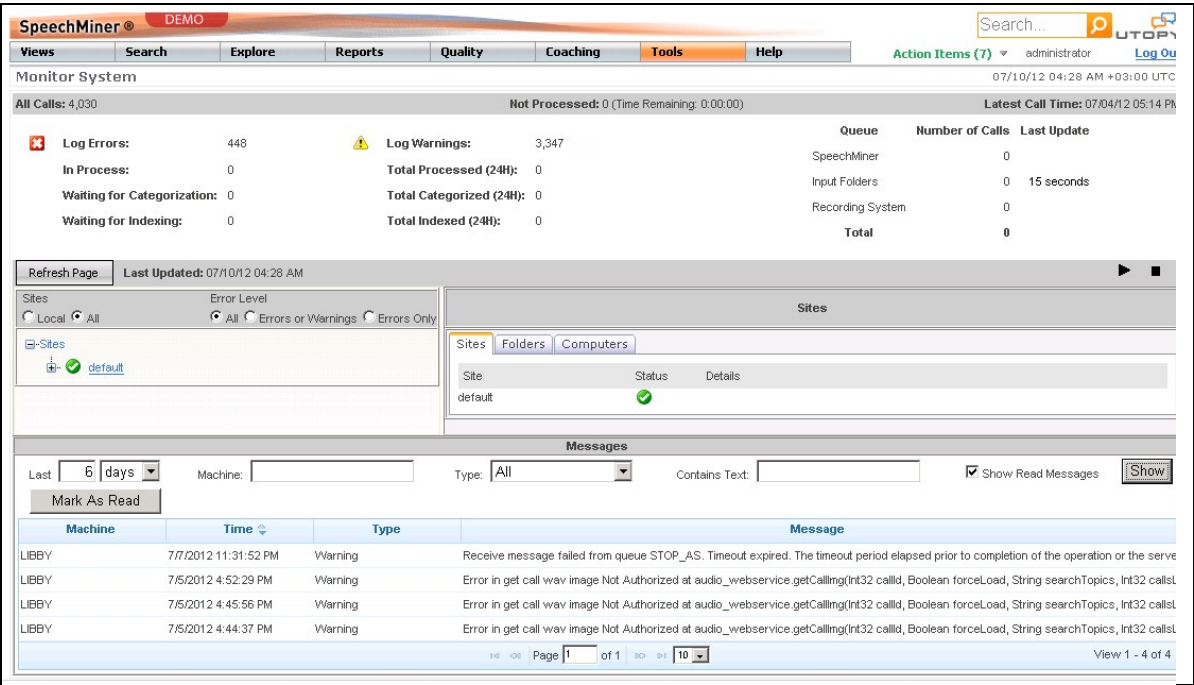 SpeechMiner ® DEMO Search... UTOPY
Views Search Explore Reports Quality Coaching Tools Help Action Items (7) administrator Log Ou
Monitor System 07/10/12 04:28 AM +03:00 UTC
All Calls: 4,030 Not Processed: 0 (Time Remaining: 0:00:00) Latest Call Time: 07/04/12 05:14 PM
Queue Number of Calls Last Update
Log Errors: 448 Log Warnings: 3,347
SpeechMiner 0
In Process: 0 Total Processed (24H): 0
Input Folders 0 15 seconds
Waiting for Categorization: 0 Total Categorized (24H): 0
Recording System 0
Waiting for Indexing: 0 Total Indexed (24H): 0
Total 0
Refresh Page Last Updated: 07/10/12 04:28 AM
Sites Error Level
Local All All Errors or Warnings Errors Only
Sites
Sites
default
Sites Folders Computers
Site Status Details
default
Messages
Last 6 days Machine: Type: All Contains Text: Show Read Messages Show
Mark As Read
Machine Time Type Message
LIBBY 7/7/2012 11:31:52 PM Warning Receive message failed from queue STOP_AS. Timeout expired. The timeout period elapsed prior to completion of the operation or the serve
LIBBY 7/5/2012 4:52:29 PM Warning Error in get call wav image Not Authorized at audio_webservice.getCallImg(Int32 callId, Boolean forceLoad, String searchTopics, Int32 callsL
LIBBY 7/5/2012 4:45:56 PM Warning Error in get call wav image Not Authorized at audio_webservice.getCallImg(Int32 callId, Boolean forceLoad, String searchTopics, Int32 callsL
LIBBY 7/5/2012 4:44:37 PM Warning Error in get call wav image Not Authorized at audio_webservice.getCallImg(Int32 callId, Boolean forceLoad, String searchTopics, Int32 callsL
Page 1 of 1 10 View 1 - 4 of 4